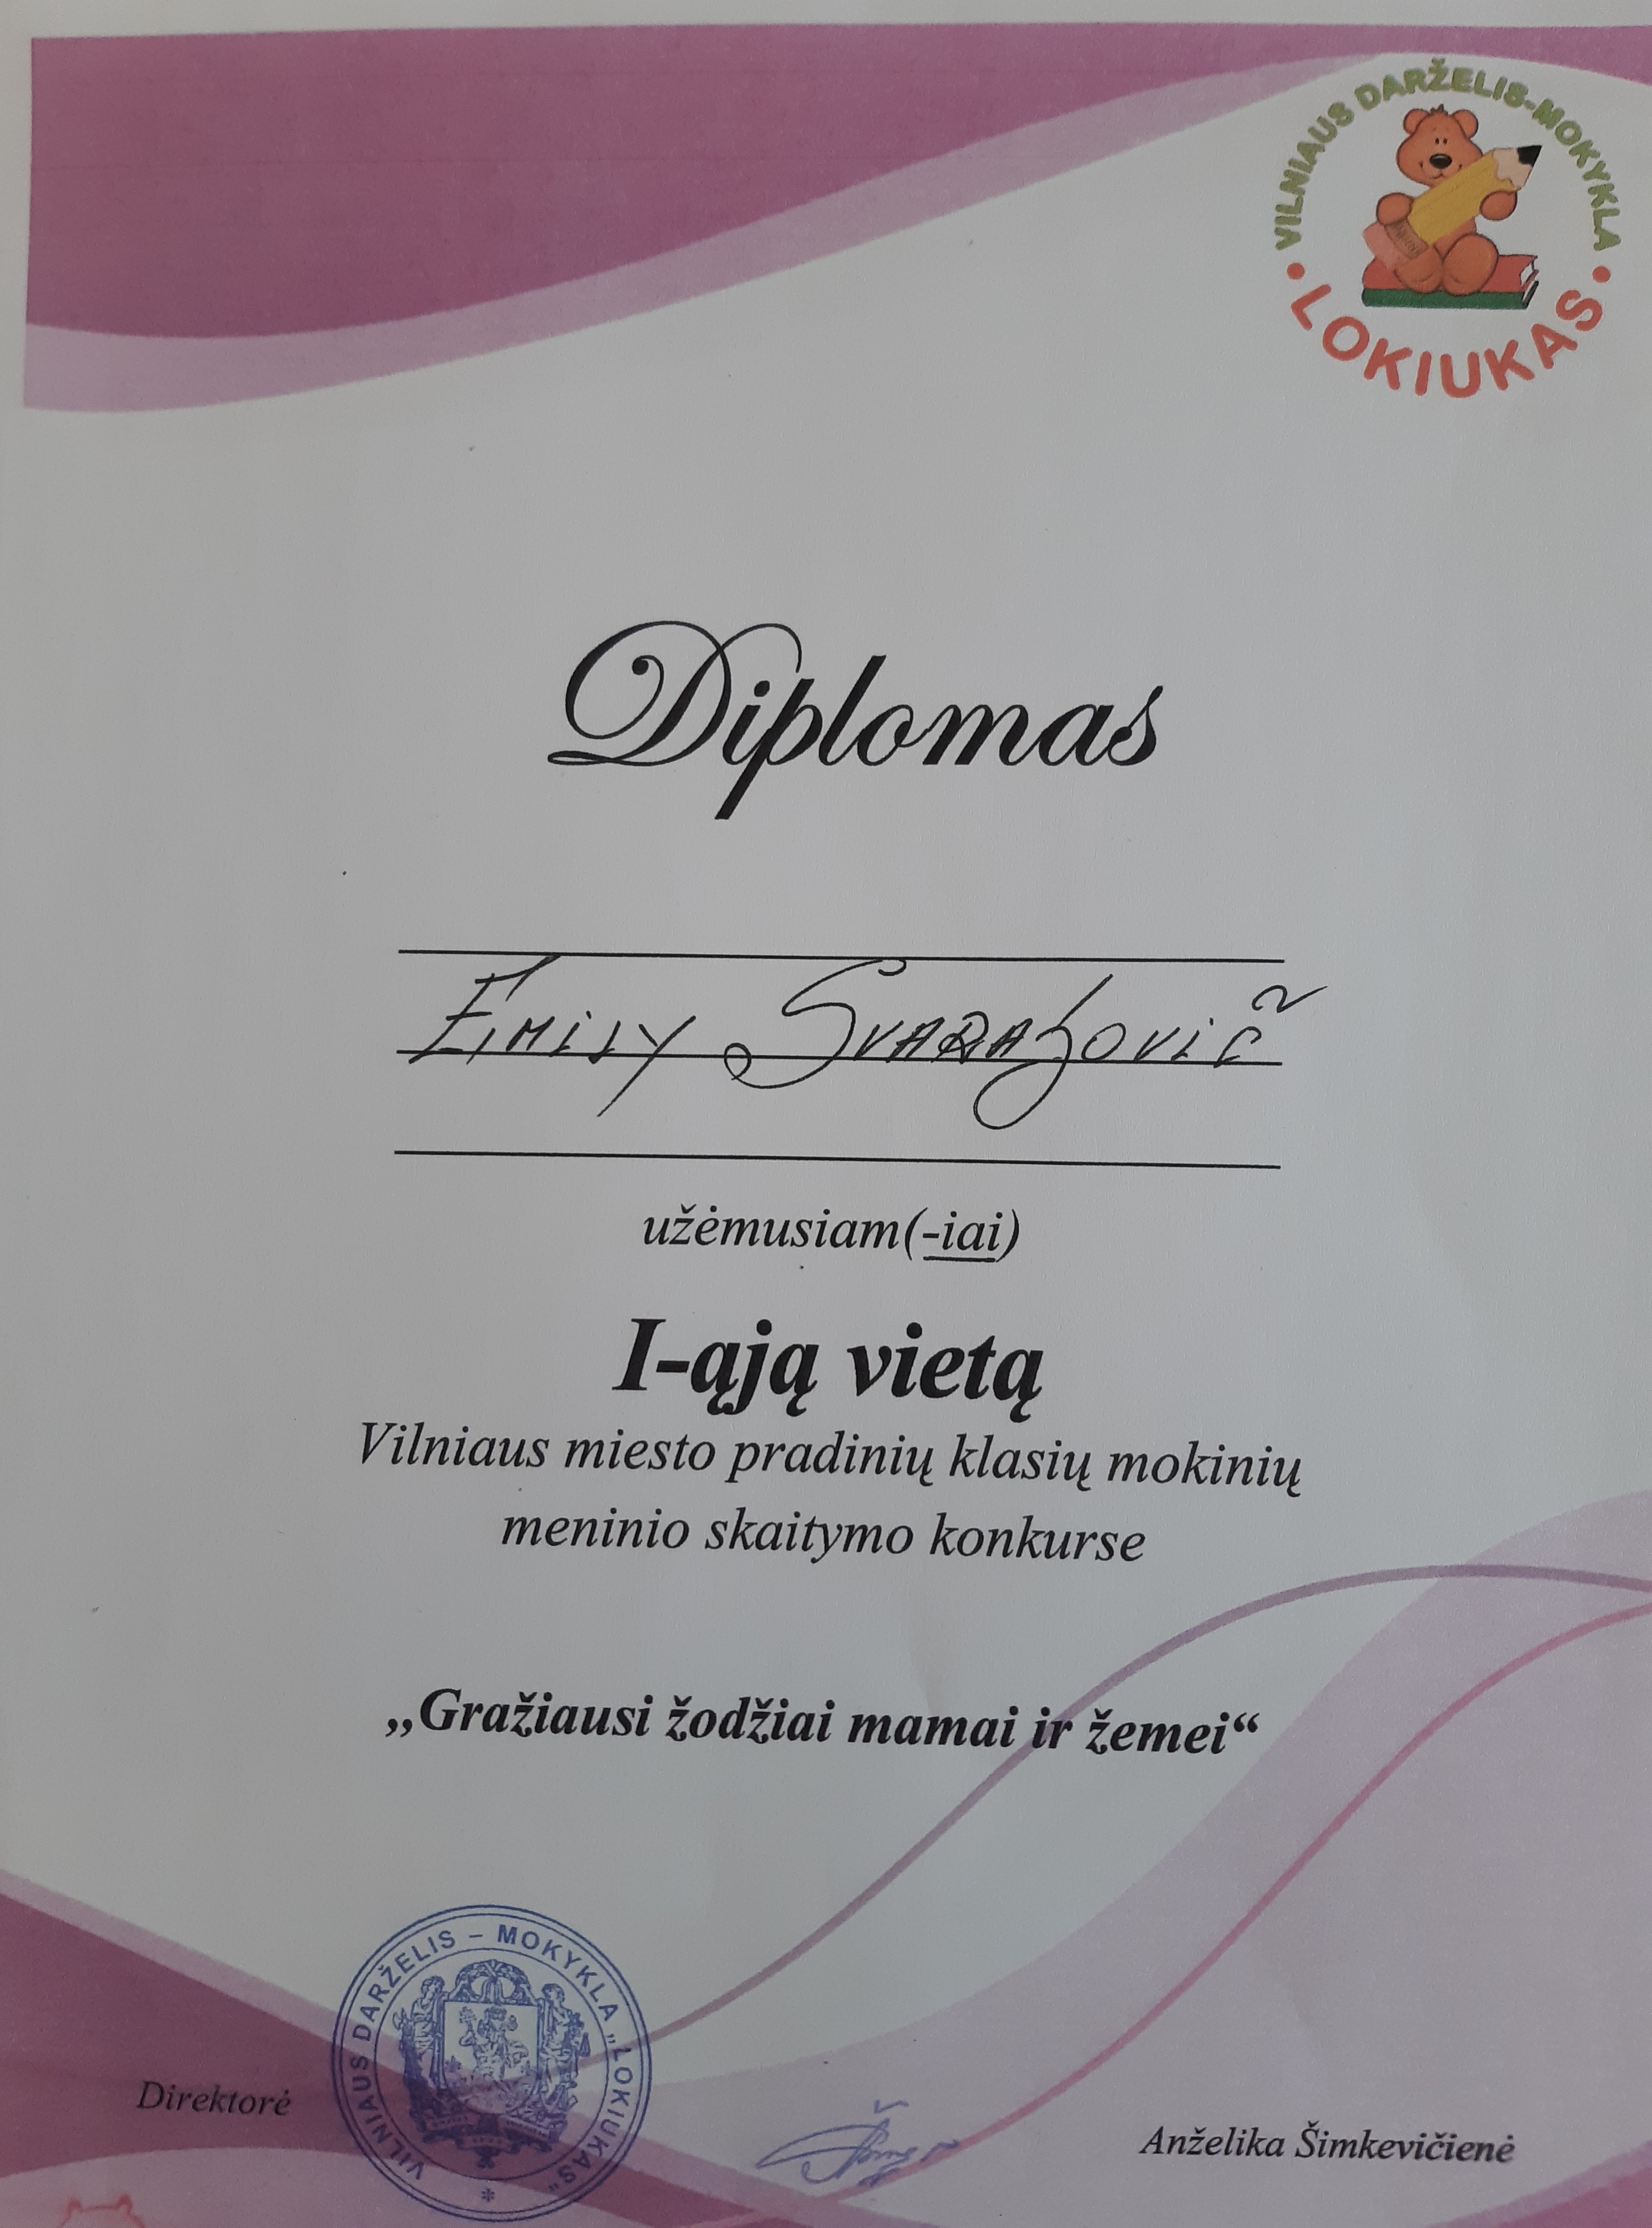 VILNIAUS DARŽELIS-MOKYKLA
• LOKIUKAS •
Diplomas
Emily Svarasovič
užėmusiam(-iai)
I-ąją vietą
Vilniaus miesto pradinių klasių mokinių
meninio skaitymo konkurse
„Gražiausi žodžiai mamai ir žemei“
VILNIAUS DARŽELIS – MOKYKLA „LOKIUKAS“
Direktorė
Anželika Šimkevičienė